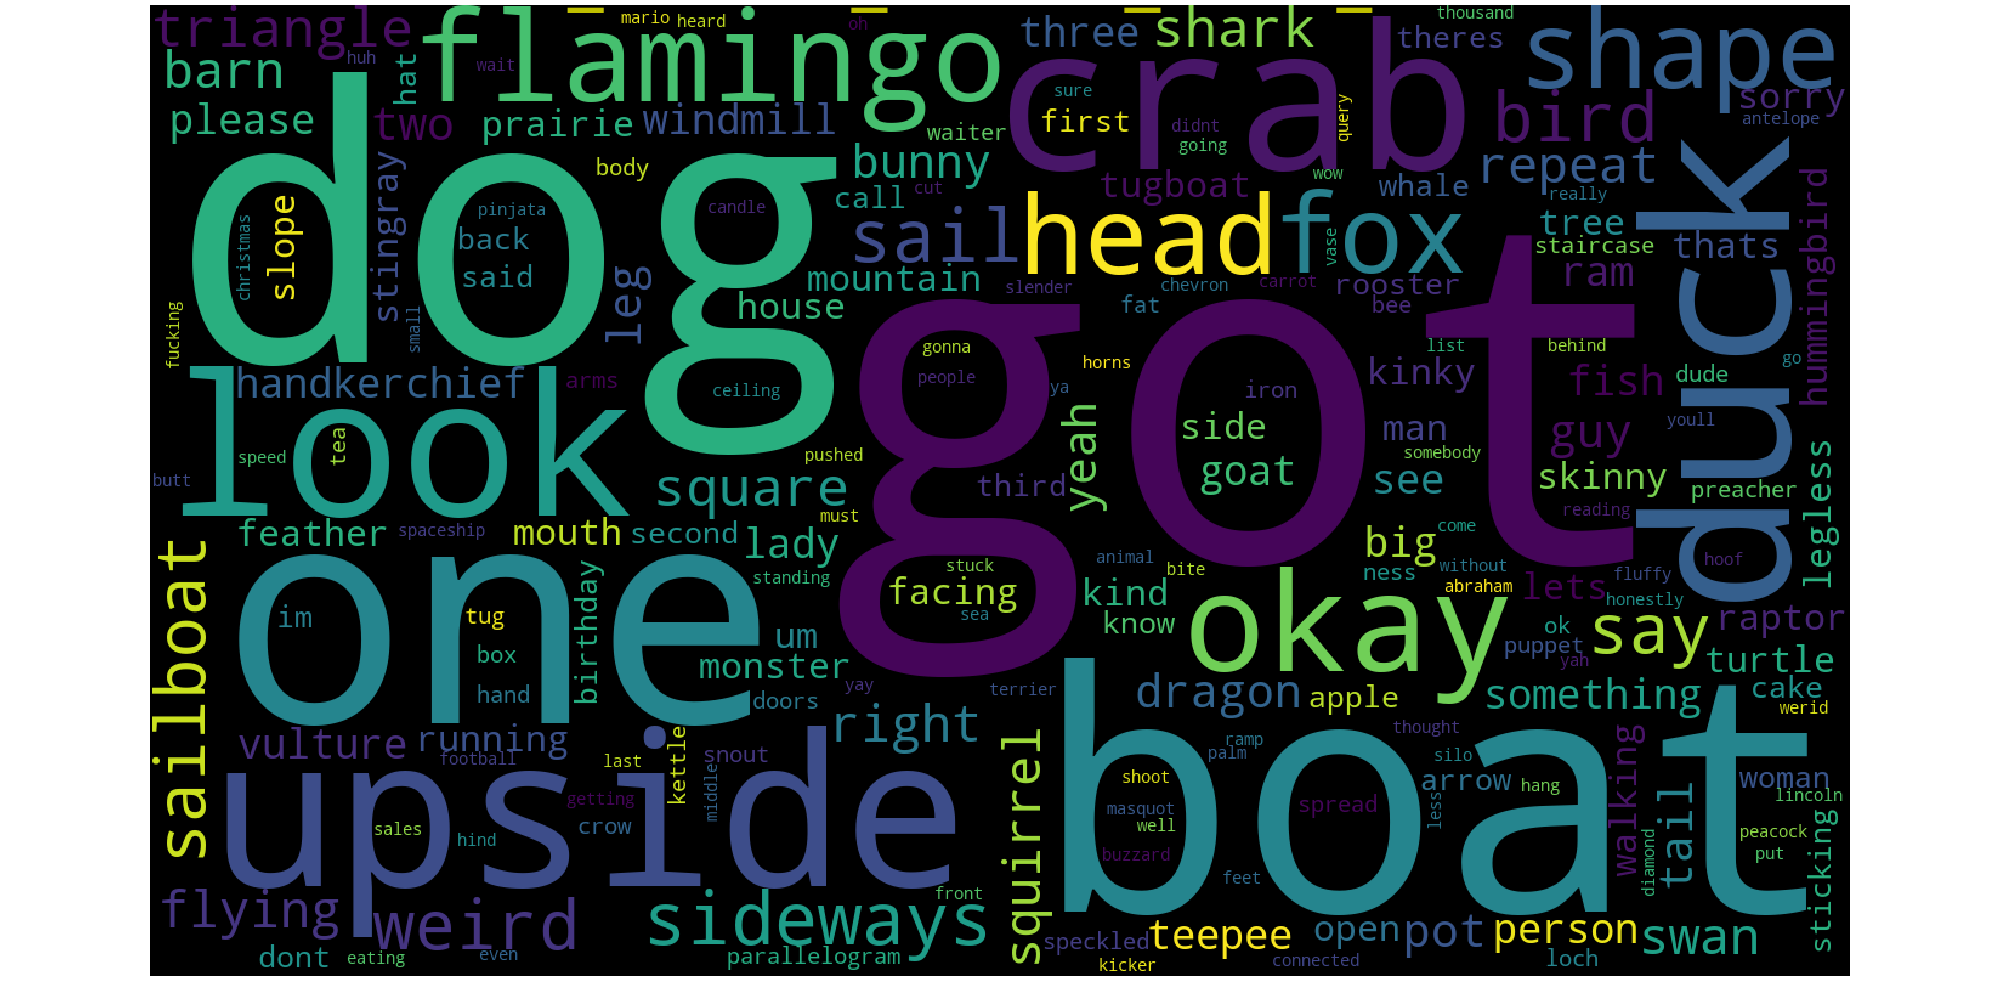 triangle
flamingo
mario
heard
oh
three
shark
thousand
theres
shape
huh
wait
barn
hat
crab
sure
first
query
bird
sorry
antelope
please
two
prairie
windmill
waiter
didnt
going
dog
body
bunny
tugboat
wow
whale
repeat
really
duck
hummingbird
stingray
slope
christmas
pinjata
back
said
candle
cut
call
sail
head
fox
vase
tree
staircase
thats
leg
mountain
slender
chevron
carrot
rooster
ram
fucking
small
house
fat
bee
got
gonna
horns
list
behind
go
look
handkerchief
arms
ceiling
people
ya
iron
kinky
fish
dude
youll
speed
tea
butt
pushed
yeah
side
goat
man
guy
somebody
see
skinny
preacher
legless
square
third
reading
feather
spaceship
mouth
second
must
lady
standing
stuck
facing
sea
animal
bite
kind
know
big
come
ness
without
abraham
lets
hoof
fluffy
honestly
sailboat
one
im
tug
box
hand
birthday
um
monster
doors
yay
terrier
okay
ok
puppet
yah
say
raptor
turtle
dragon
apple
something
cake
werid
vulture
running
football
last
kettle
snout
middle
right
squirrel
boat
ramp
palm
thought
silo
arrow
hang
walking
tail
woman
lincoln
upside
sales
hind
getting
crow
shoot
masquot
well
buzzard
spread
less
feet
diamond
peacock
put
sticking
flying
weird
sideways
front
dont
eating
even
parallelogram
speckled
teepee
kicker
connected
open
pot
person
loch
swan